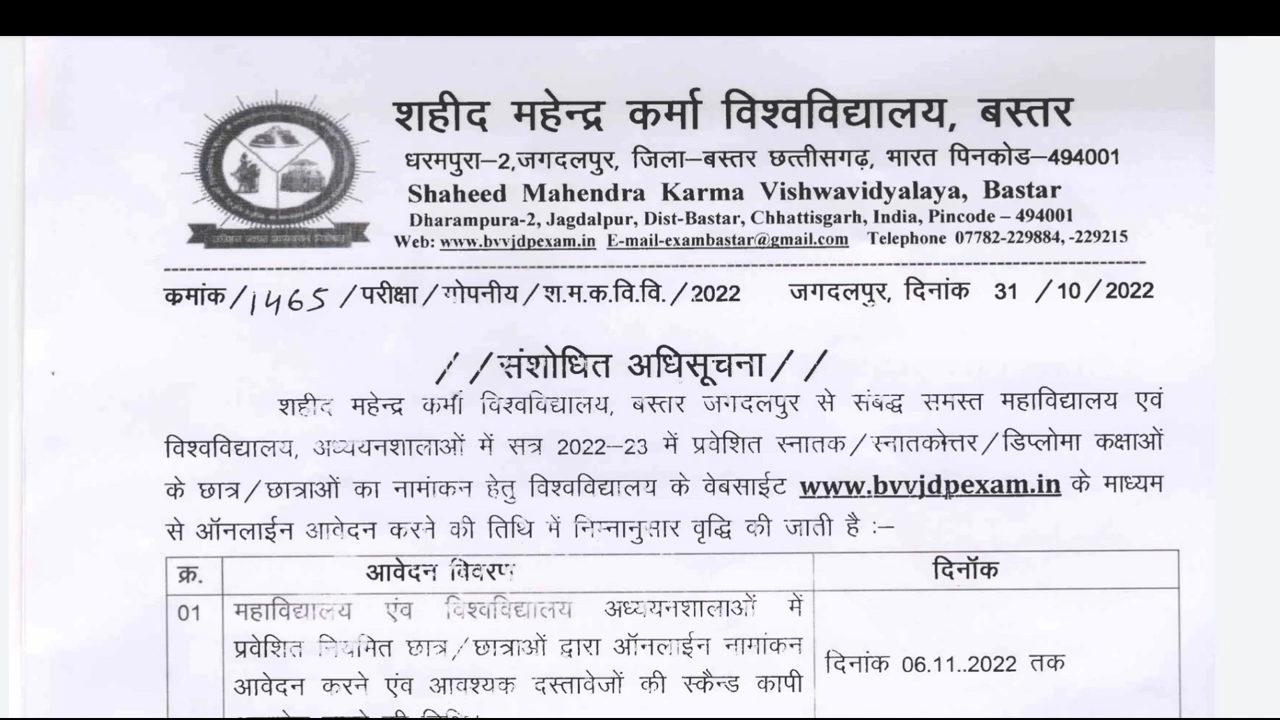 शहीद महेन्द्र कर्मा विश्वविद्यालय, बस्तर
धरमपुरा–2,जगदलपुर, जिला–बस्तर छत्तीसगढ़, भारत पिनकोड–494001
Shaheed Mahendra Karma Vishwavidyalaya, Bastar
Dharampura-2, Jagdalpur, Dist-Bastar, Chhattisgarh, India, Pincode – 494001
Web: www.bvvjdpexam.in E-mail-exambastar@gmail.com Telephone 07782-229884, -229215
क्रमांक/1465 /परीक्षा/गोपनीय/श.म.क.वि.वि./2022 जगदलपुर, दिनांक 31 /10/2022
//संशोधित अधिसूचना//
शहीद महेन्द्र कर्मा विश्वविद्यालय, बस्तर जगदलपुर से संबद्ध समस्त महाविद्यालय एवं
विश्वविद्यालय, अध्ययनशालाओं में सत्र 2022–23 में प्रवेशित स्नातक/स्नातकोत्तर/डिप्लोमा कक्षाओं
के छात्र/छात्राओं का नामांकन हेतु विश्वविद्यालय के वेबसाईट www.bvvjdpexam.in के माध्यम
से ऑनलाईन आवेदन करने की तिथि में निम्नानुसार वृद्धि की जाती है :–
क्र. आवेदन विवरण दिनॉक
01 महाविद्यालय एंव विश्वविद्यालय अध्ययनशालाओं में
प्रवेशित नियमित छात्र/छात्राओं द्वारा ऑनलाईन नामांकन
दिनांक 06.11..2022 तक
आवेदन करने एंव आवश्यक दस्तावेजों की स्कैन्ड कापी